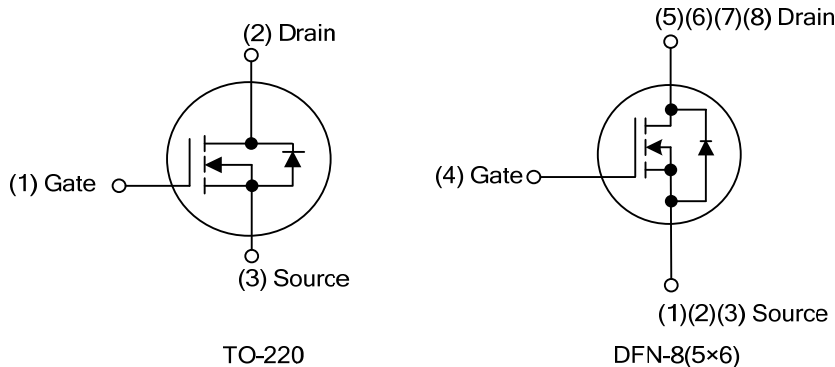 (2) Drain
(1) Gate
(3) Source
TO-220
(5)(6)(7)(8) Drain
(4) Gate
(1)(2)(3) Source
DFN-8(5×6)